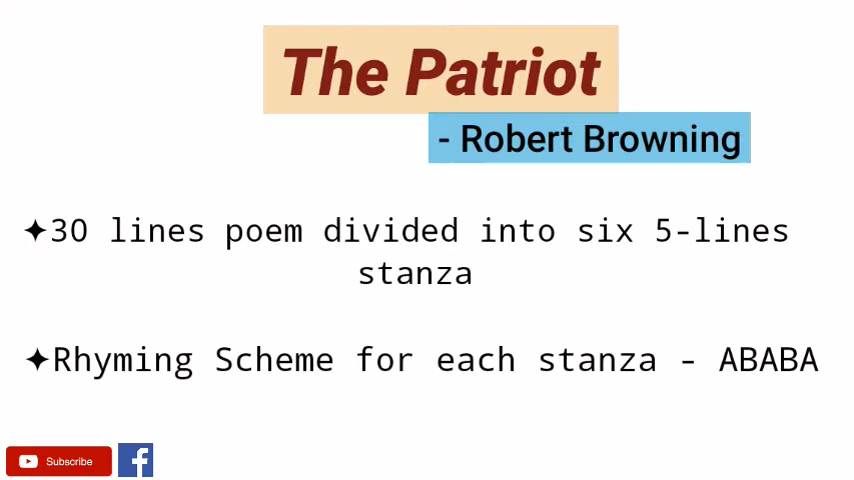 The Patriot
- Robert Browning
✦30 lines poem divided into six 5-lines
stanza
✦Rhyming Scheme for each stanza - ABABA
Subscribe
f